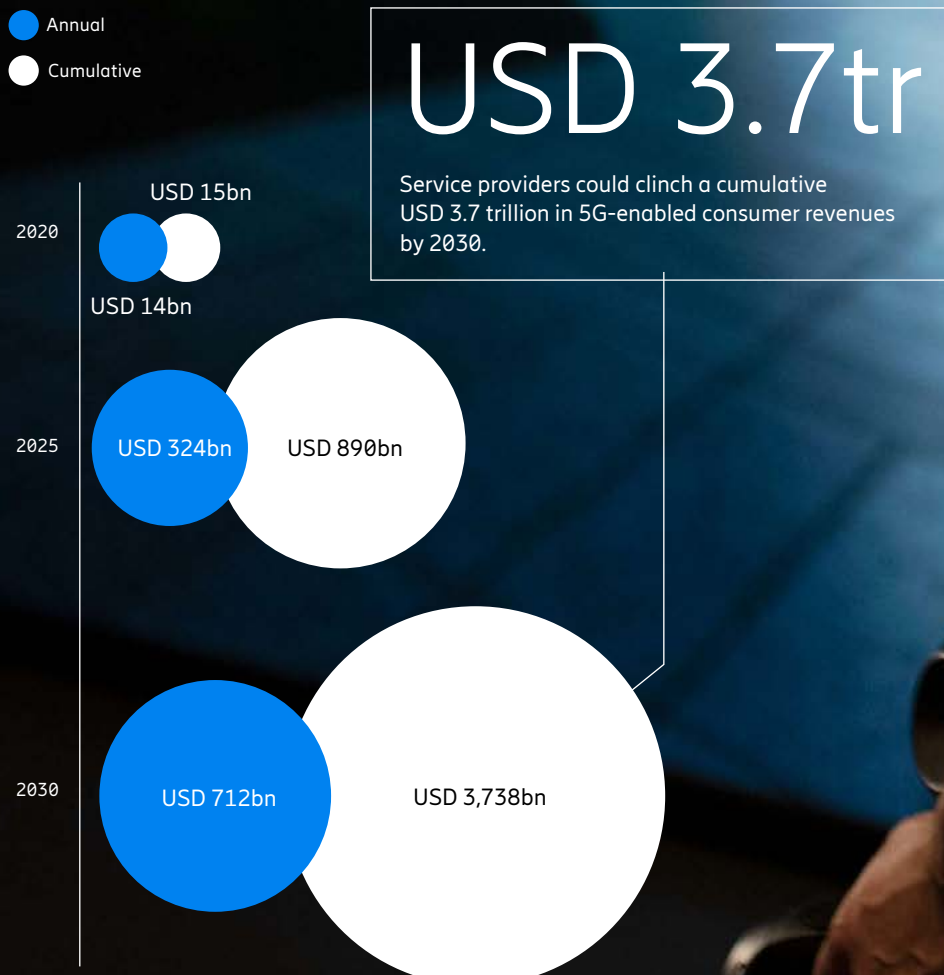 Annual
Cumulative
USD 3.7tr
Service providers could clinch a cumulative
USD 3.7 trillion in 5G-enabled consumer revenues
by 2030.
2020
USD 15bn
USD 14bn
2025
USD 324bn
USD 890bn
2030
USD 712bn
USD 3,738bn